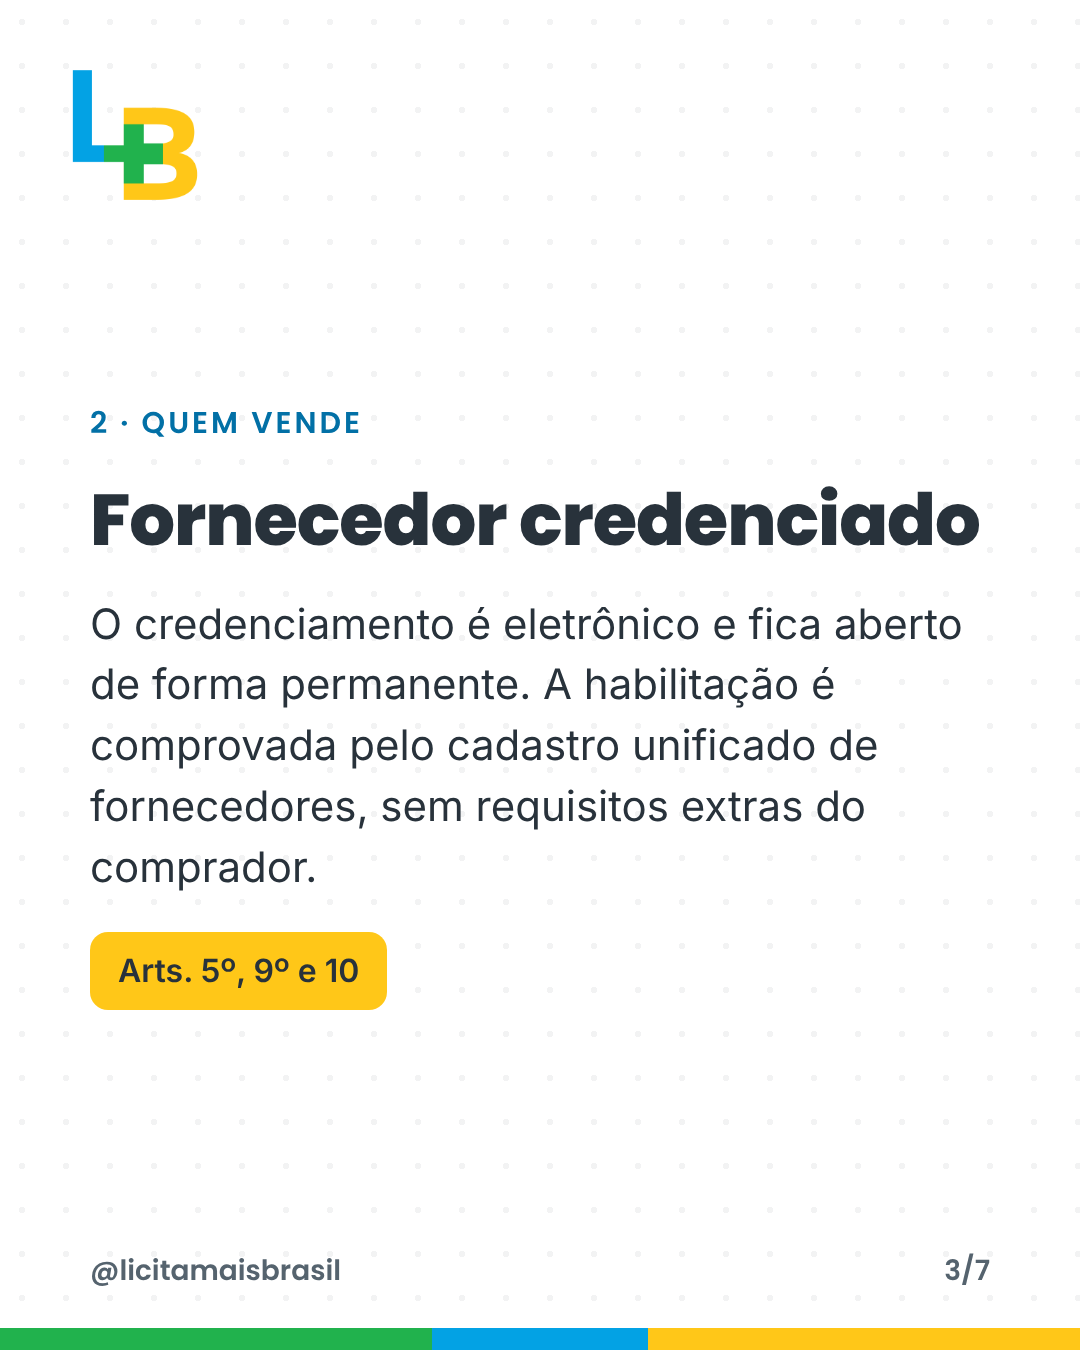 L+B
2 · QUEM VENDE
Fornecedor credenciado
O credenciamento é eletrônico e fica aberto
de forma permanente. A habilitação é
comprovada pelo cadastro unificado de
fornecedores, sem requisitos extras do
comprador.
Arts. 5º, 9º e 10
@licitamaisbrasil
3/7